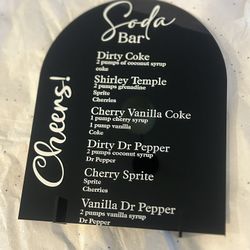 Soda
Bar
Cheers!
Dirty Coke
2 pumps of coconut syrup
coke
Shirley Temple
2 pumps grenadine
Sprite
Cherries
Cherry Vanilla Coke
1 pump cherry syrup
1 pump vanilla
Coke
Dirty Dr Pepper
2 pumps coconut syrup
Dr Pepper
Cherry Sprite
Sprite
Cherries
Vanilla Dr Pepper
2 pumps vanilla syrup
Dr Pepper